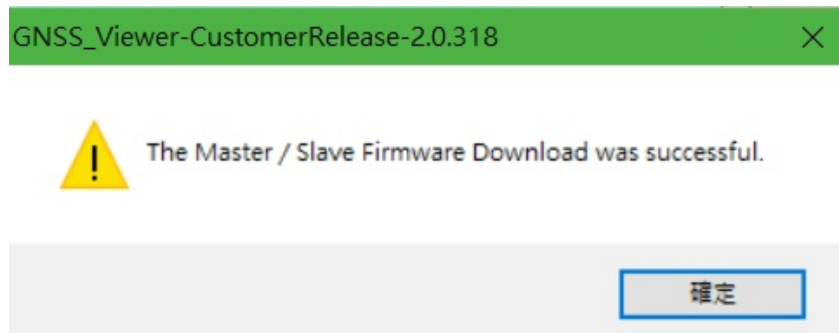 GNSS_Viewer-CustomerRelease-2.0.318
The Master / Slave Firmware Download was successful.
確定